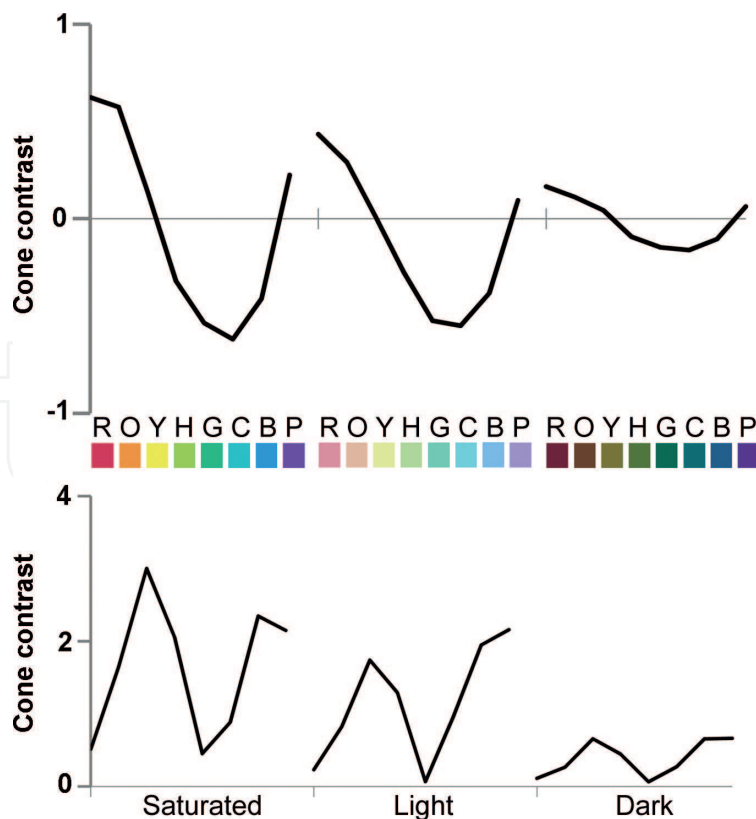 1
Cone contrast
0
-1
R O Y H G C B P R O Y H G C B P R O Y H G C B P
4
Cone contrast
2
0
Saturated Light Dark